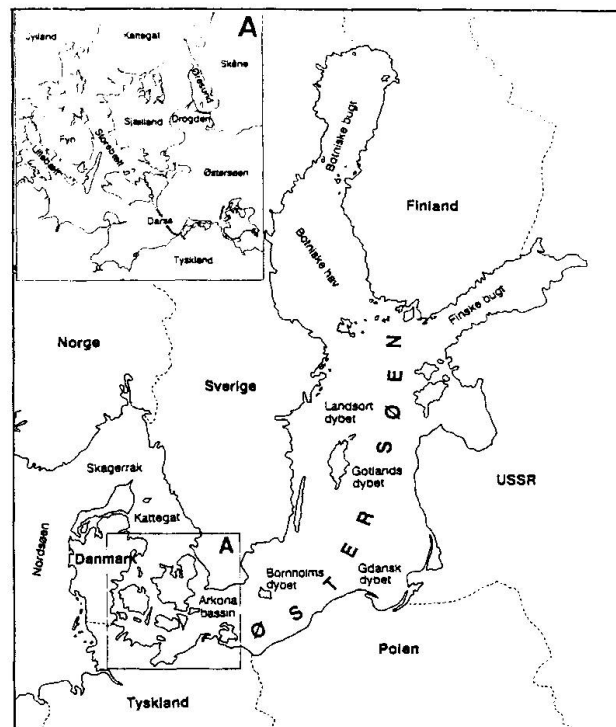 A
Jylland
Kattegat
Skåne
Øresund
Sjælland
Drogden
Fyn
Storebælt
Lillebælt
Østersøen
Darss
Tyskland
Botniske bugt
Finland
Botniske hav
Finske bugt
Norge
Sverige
Landsort
dybet
ØSTERSØEN
Gotlands
dybet
USSR
Skagerrak
Kattegat
Nordsøen
Danmark
A
Arkona
bassin
Bornholms
dybet
Gdansk
dybet
Polen
Tyskland